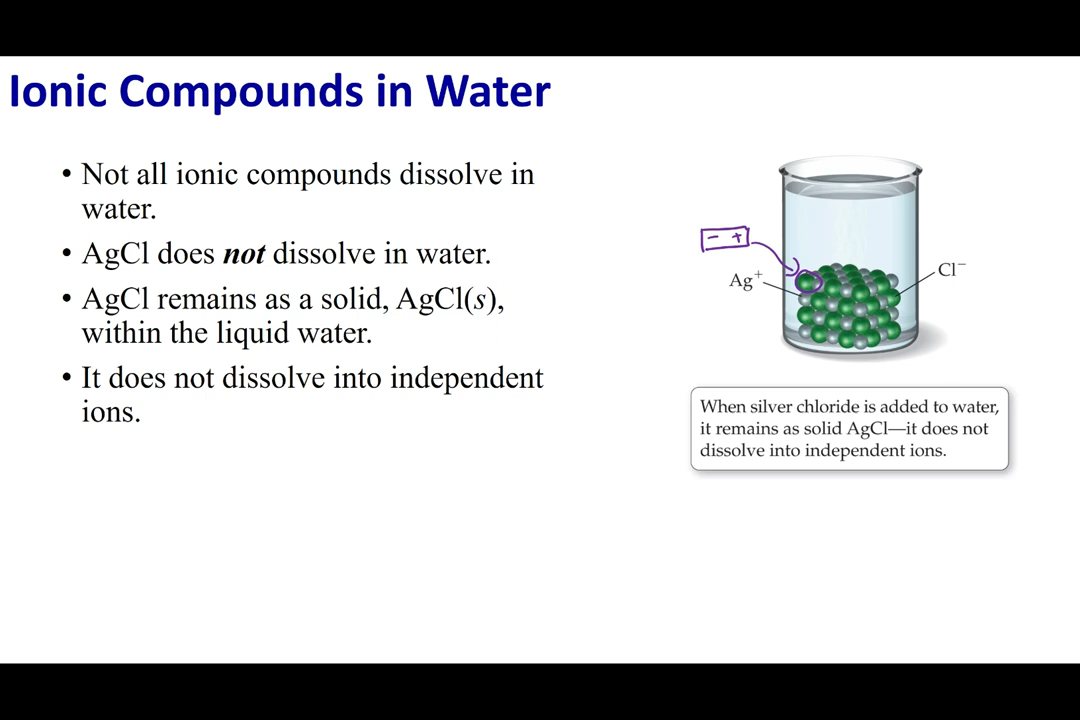 Ionic Compounds in Water
• Not all ionic compounds dissolve in
water.
• AgCl does not dissolve in water.
• AgCl remains as a solid, AgCl(s),
within the liquid water.
• It does not dissolve into independent
ions.
− +
Ag⁺
Cl⁻
When silver chloride is added to water,
it remains as solid AgCl—it does not
dissolve into independent ions.